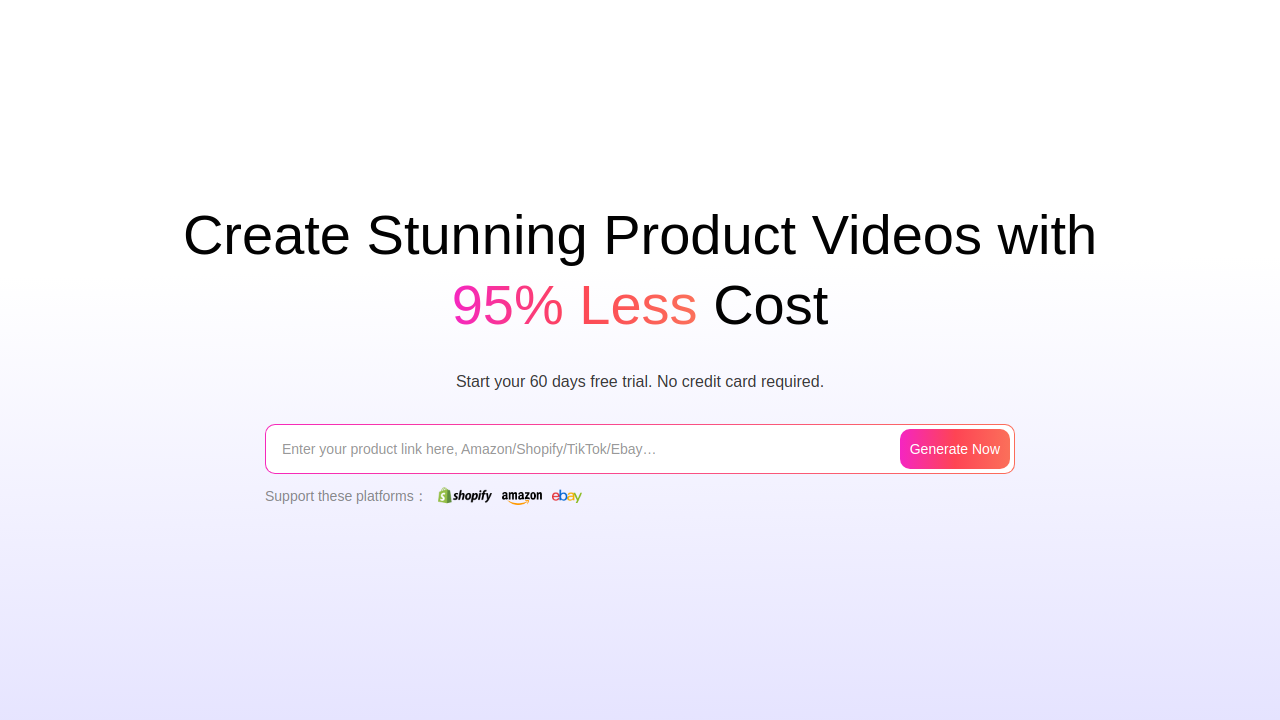 Create Stunning Product Videos with
95% Less Cost
Start your 60 days free trial. No credit card required.
Enter your product link here, Amazon/Shopify/TikTok/Ebay…
Generate Now
Support these platforms： shopify amazon ebay